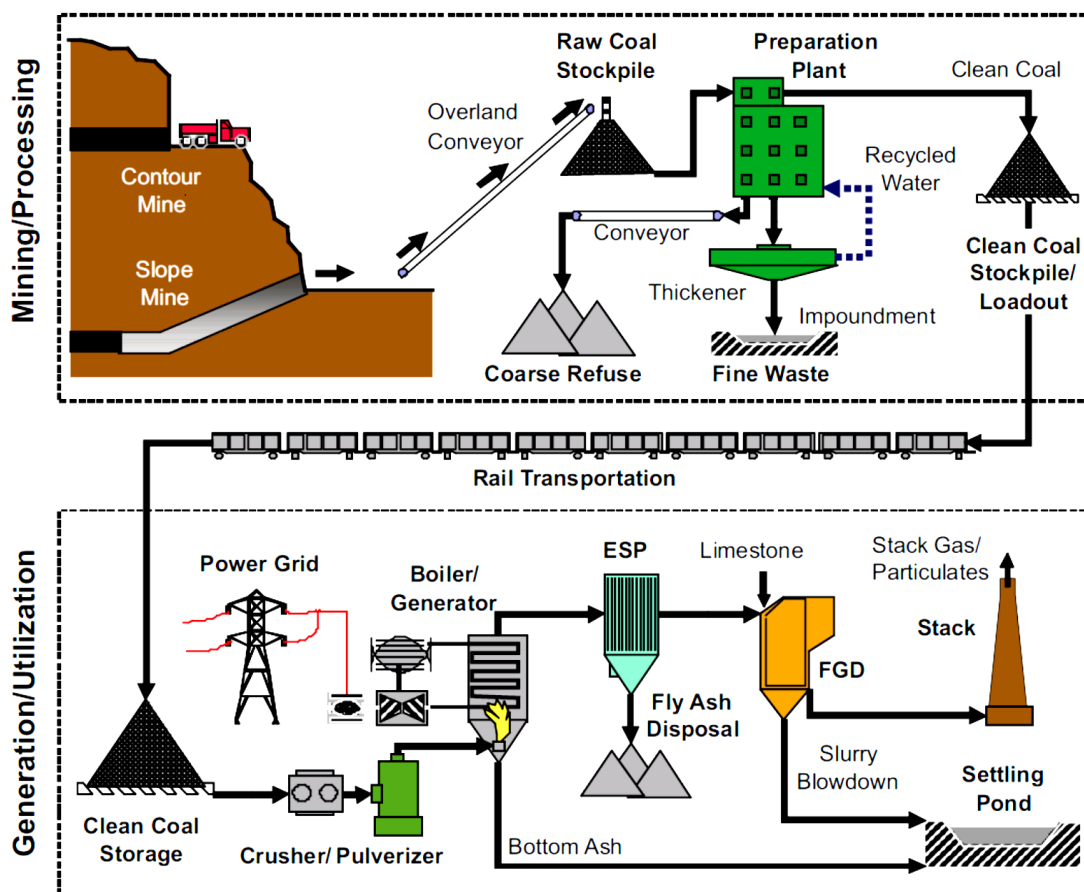 Mining/Processing
Raw Coal
Stockpile
Preparation
Plant
Clean Coal
Overland
Conveyor
Recycled
Water
Contour
Mine
Conveyor
Slope
Mine
Thickener
Clean Coal
Stockpile/
Loadout
Impoundment
Coarse Refuse
Fine Waste
Rail Transportation
Generation/Utilization
Power Grid
Boiler/
Generator
ESP
Limestone
Stack Gas/
Particulates
Stack
FGD
Fly Ash
Disposal
Slurry
Blowdown
Settling
Pond
Clean Coal
Storage
Crusher/ Pulverizer
Bottom Ash